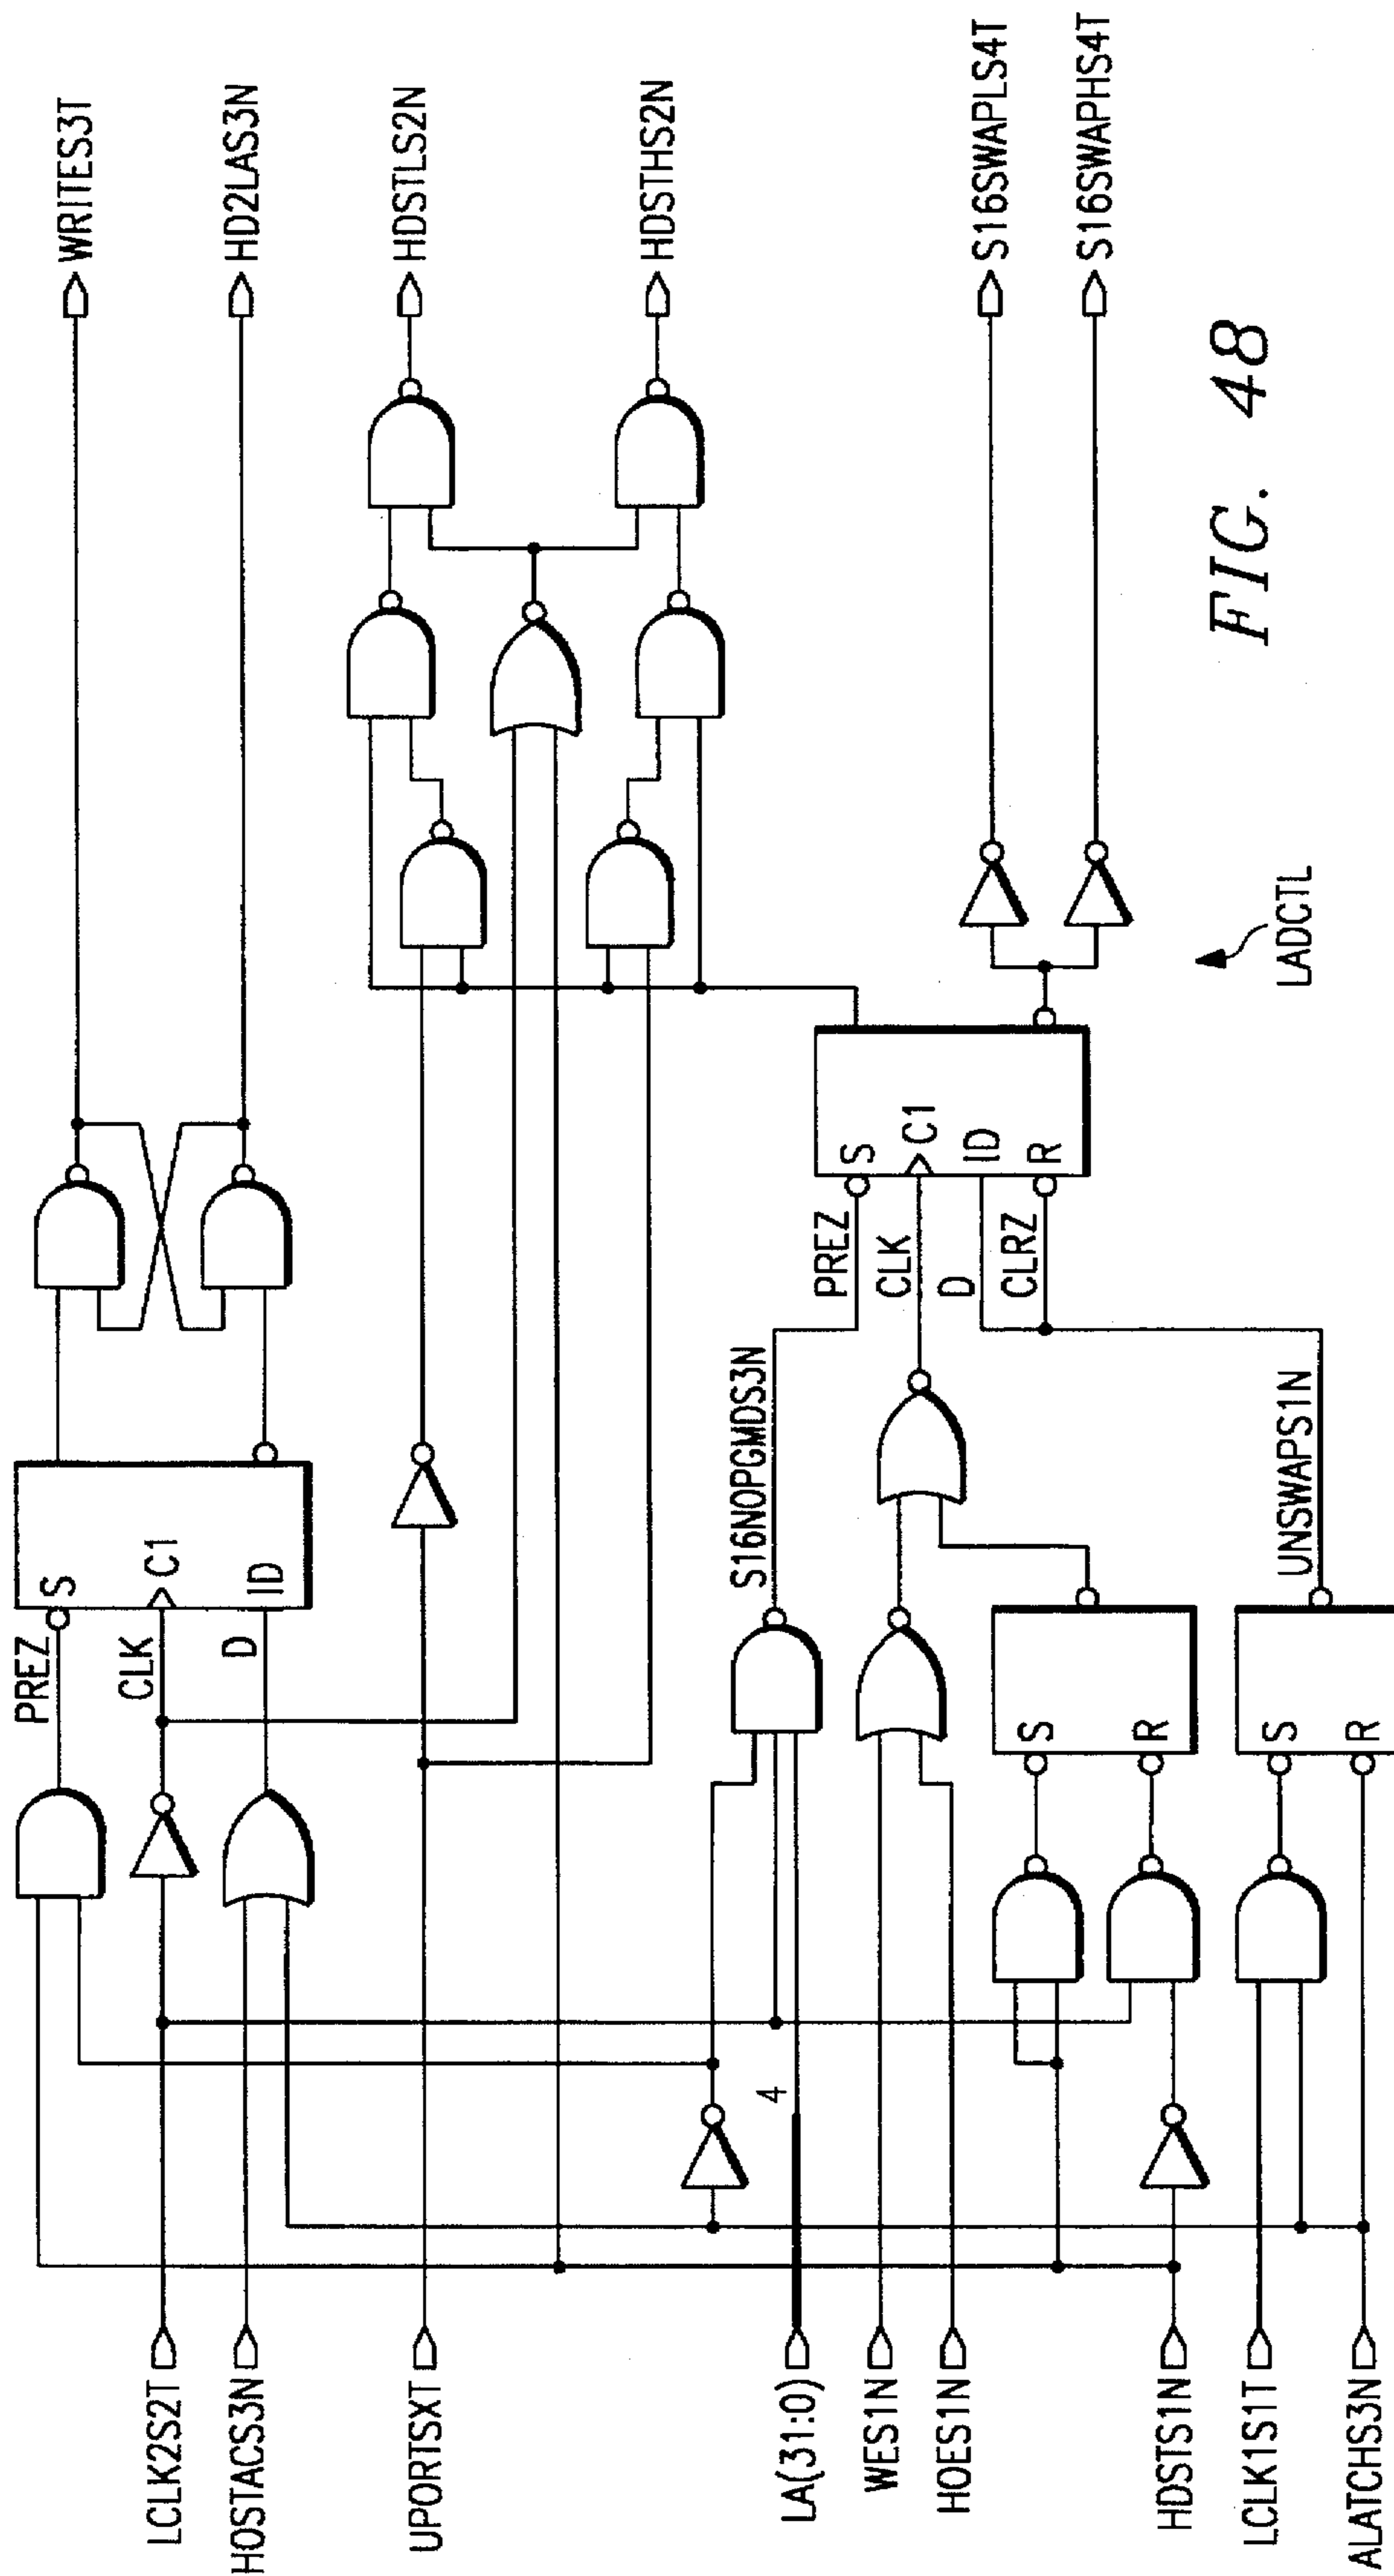 LCLK2S2T
HOSTACS3N
UPORTSXT
LA(31:0)
WES1N
HOES1N
HDSTS1N
LCLK1S1T
ALATCHS3N
4
PREZ
CLK
D
S
C1
ID
S16NOPGMDS3N
S
R
S
R
UNSWAPS1N
PREZ
CLK
D
CLRZ
S
C1
ID
R
LADCTL
WRITES3T
HD2LAS3N
HDSTLS2N
HDSTHS2N
S16SWAPLS4T
S16SWAPHS4T
FIG. 48